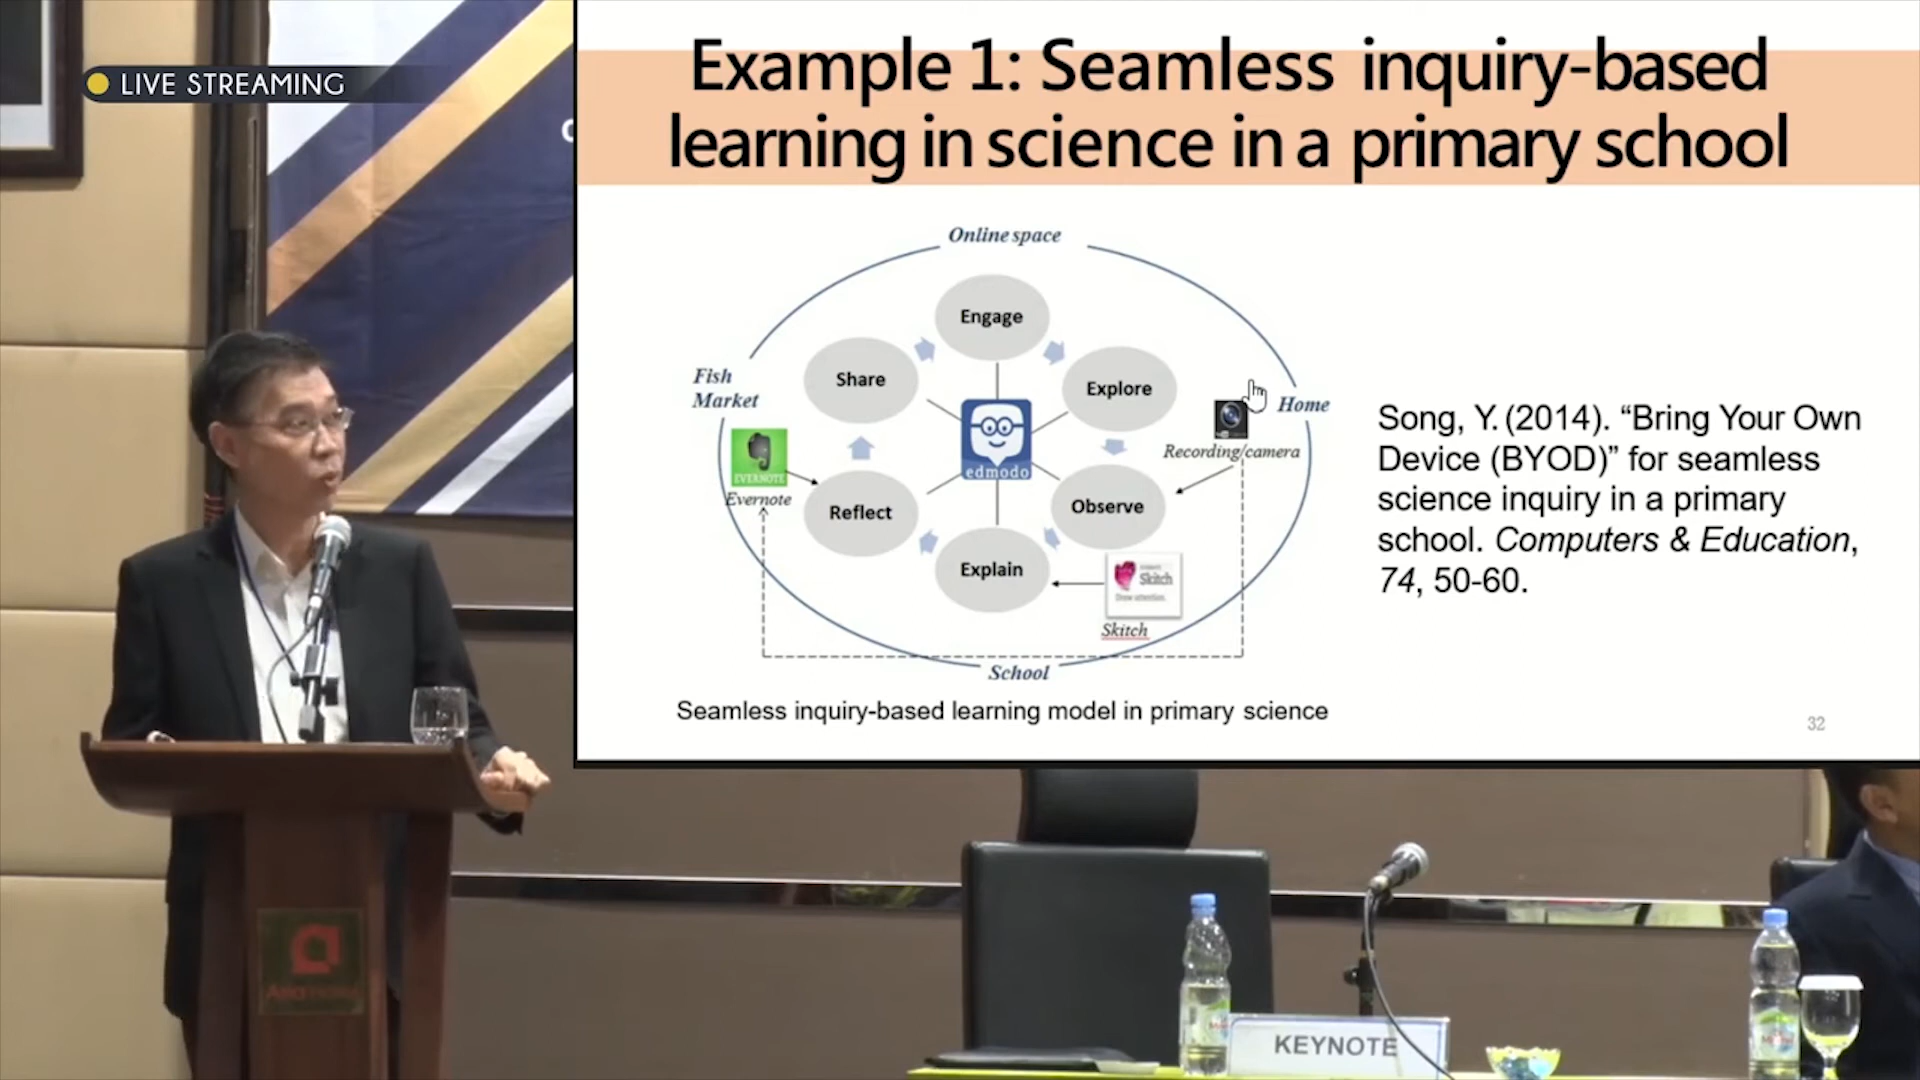 LIVE STREAMING
Example 1: Seamless inquiry-based
learning in science in a primary school
Online space
Engage
Share
Explore
Fish
Market
Home
edmodo
EVERNOTE
Evernote
Recording/camera
Reflect
Observe
Explain
Skitch
Skitch
School
Seamless inquiry-based learning model in primary science
Song, Y. (2014). “Bring Your Own
Device (BYOD)” for seamless
science inquiry in a primary
school. Computers & Education,
74, 50-60.
32
KEYNOTE